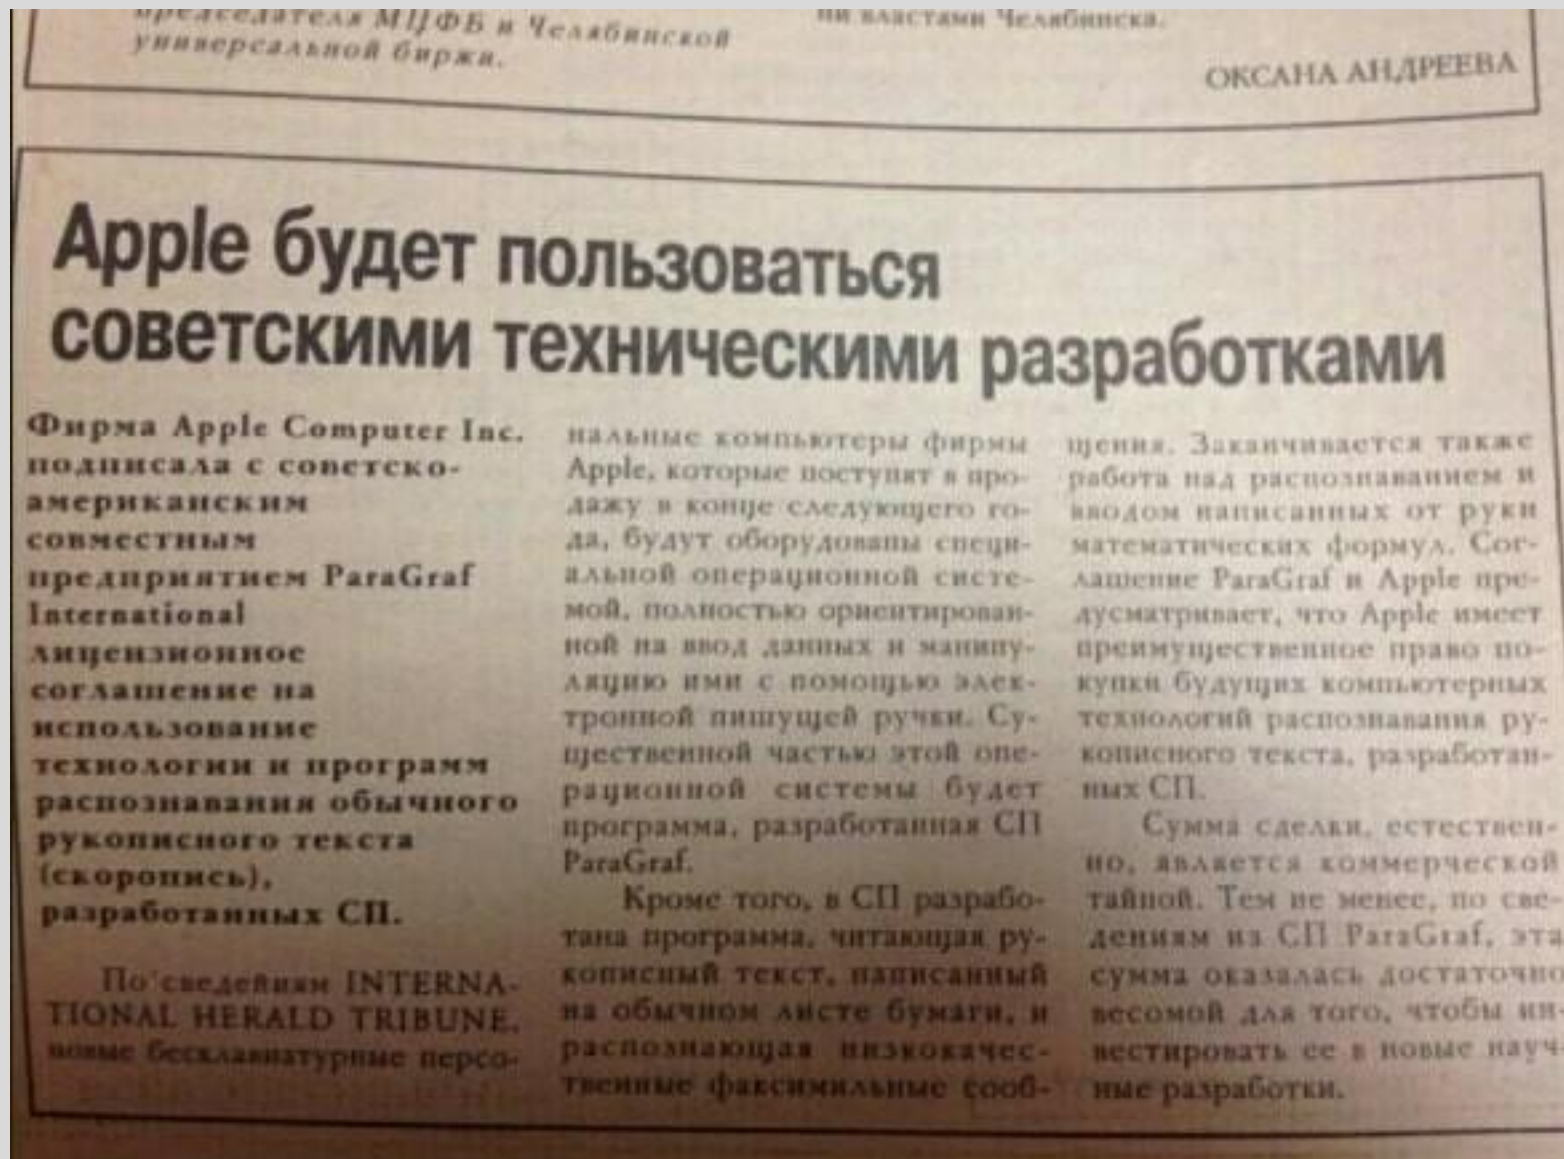 председателя МЦФБ и Челябинской
универсальной биржи.
ни властями Челябинска.
ОКСАНА АНДРЕЕВА
Apple будет пользоваться
советскими техническими разработками
Фирма Apple Computer Inc.
подписала с советско-
американским
совместным
предприятием ParaGraf
International
лицензионное
соглашение на
использование
технологии и программ
распознавания обычного
рукописного текста
(скоропись),
разработанных СП.
По сведениям INTERNA-
TIONAL HERALD TRIBUNE,
новые бесклавиатурные персо-
нальные компьютеры фирмы
Apple, которые поступят в про-
дажу в конце следующего го-
да, будут оборудованы специ-
альной операционной систе-
мой, полностью ориентирован-
ной на ввод данных и манипу-
ляцию ими с помощью элек-
тронной пишущей ручки. Су-
щественной частью этой опе-
рационной системы будет
программа, разработанная СП
ParaGraf.
Кроме того, в СП разрабо-
тана программа, читающая ру-
кописный текст, написанный
на обычном листе бумаги, и
распознающая низкокачес-
твенные факсимильные сооб-
щения. Заканчивается также
работа над распознаванием и
вводом написанных от руки
математических формул. Сог-
лашение ParaGraf и Apple пре-
дусматривает, что Apple имеет
преимущественное право по-
купки будущих компьютерных
технологий распознавания ру-
кописного текста, разработан-
ных СП.
Сумма сделки, естествен-
но, является коммерческой
тайной. Тем не менее, по све-
дениям из СП ParaGraf, эта
сумма оказалась достаточно
весомой для того, чтобы ин-
вестировать ее в новые науч-
ные разработки.